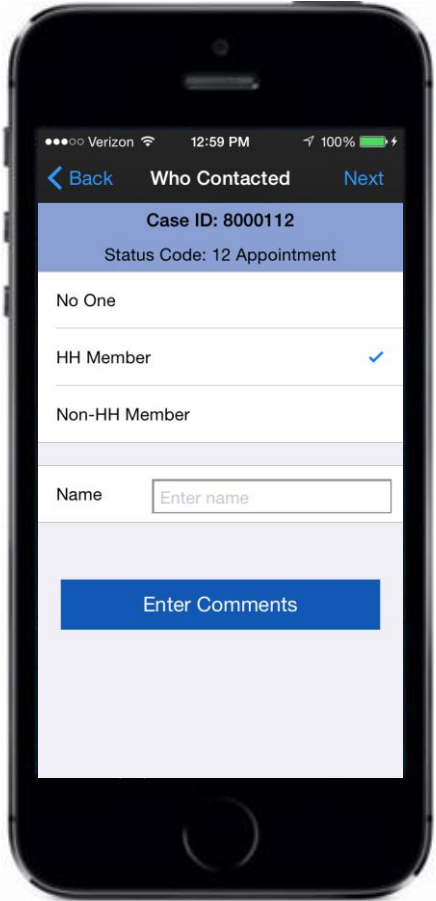 Verizon 12:59 PM 100%
Back Who Contacted Next
Case ID: 8000112
Status Code: 12 Appointment
No One
HH Member
Non-HH Member
Name Enter name
Enter Comments